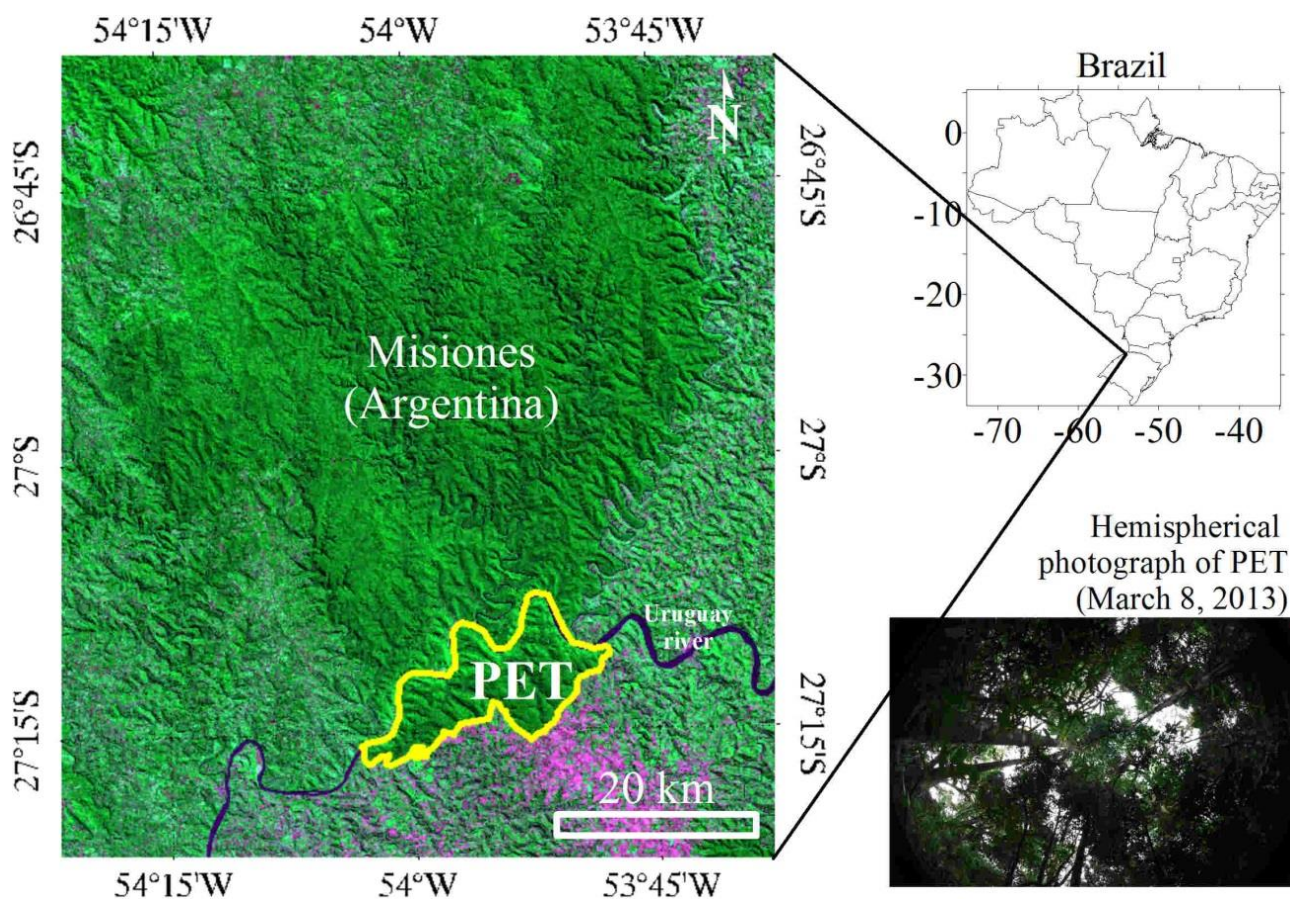 54°15'W
54°W
53°45'W
26°45'S
27°S
27°15'S
N
Misiones
(Argentina)
Uruguay
river
PET
20 km
26°45'S
27°S
27°15'S
54°15'W
54°W
53°45'W
Brazil
0
-10
-20
-30
-70
-60
-50
-40
Hemispherical
photograph of PET
(March 8, 2013)